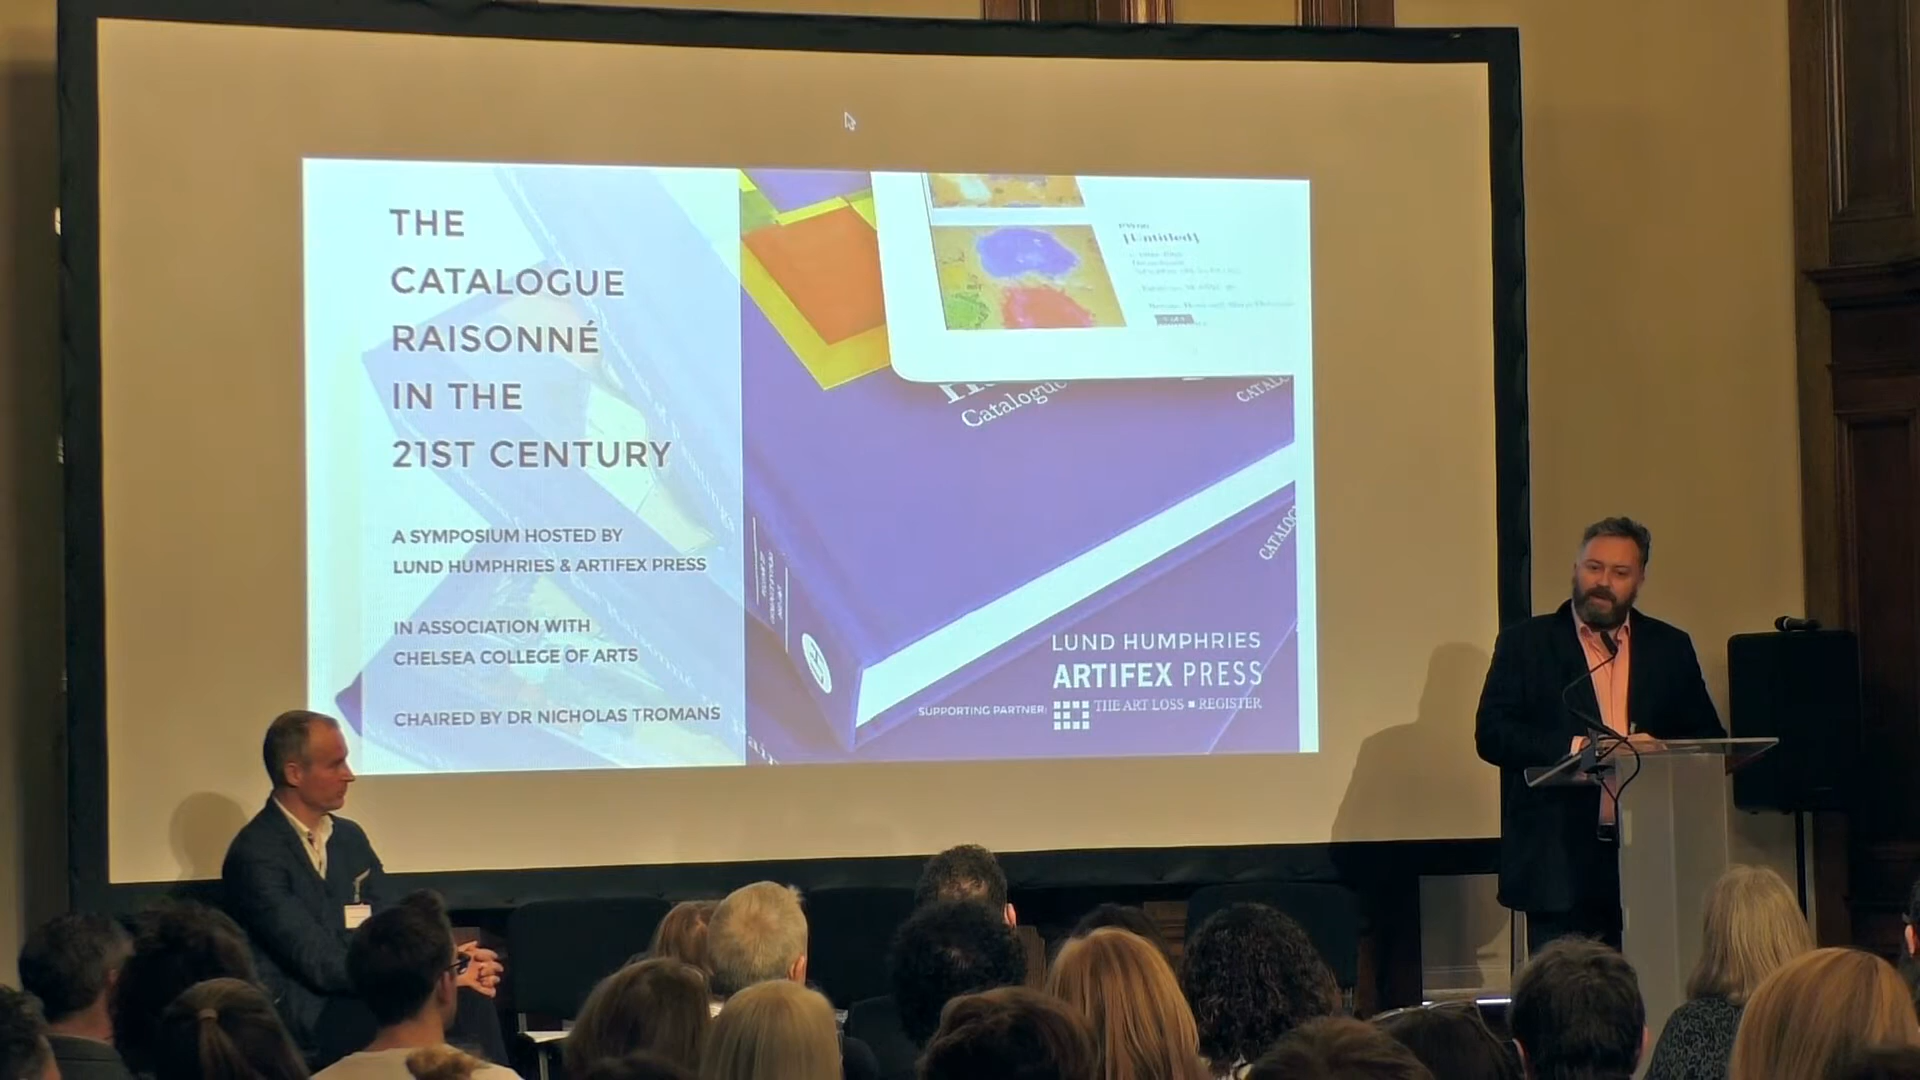 THE
CATALOGUE
RAISONNÉ
IN THE
21ST CENTURY
A SYMPOSIUM HOSTED BY
LUND HUMPHRIES & ARTIFEX PRESS
IN ASSOCIATION WITH
CHELSEA COLLEGE OF ARTS
CHAIRED BY DR NICHOLAS TROMANS
[Untitled]
Catalogue
LUND HUMPHRIES
ARTIFEX PRESS
SUPPORTING PARTNER: THE ART LOSS ■ REGISTER